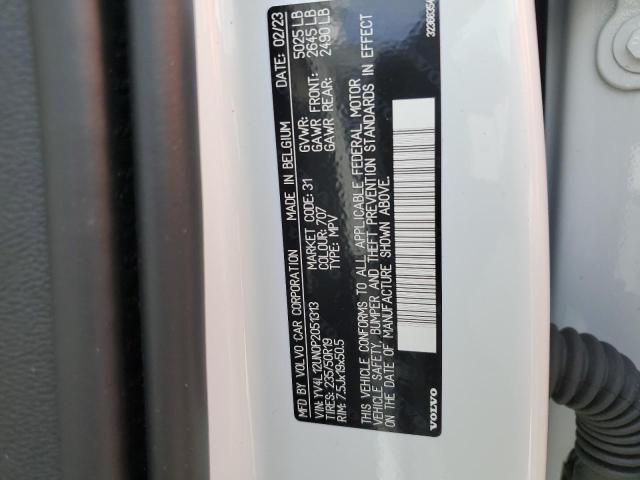 MFD BY VOLVO CAR CORPORATION MADE IN BELGIUM DATE: 02/23
VIN: YV4L12UN0P2051313 MARKET CODE: 31 GVWR: 5025 LB
TIRES: 235/50R19 COLOUR: 707 GAWR FRONT: 2645 LB
RIM: 7.5Jx19x50.5 TYPE: MPV GAWR REAR: 2490 LB
THIS VEHICLE CONFORMS TO ALL APPLICABLE FEDERAL MOTOR
VEHICLE SAFETY, BUMPER AND THEFT PREVENTION STANDARDS IN EFFECT
ON THE DATE OF MANUFACTURE SHOWN ABOVE.
VOLVO